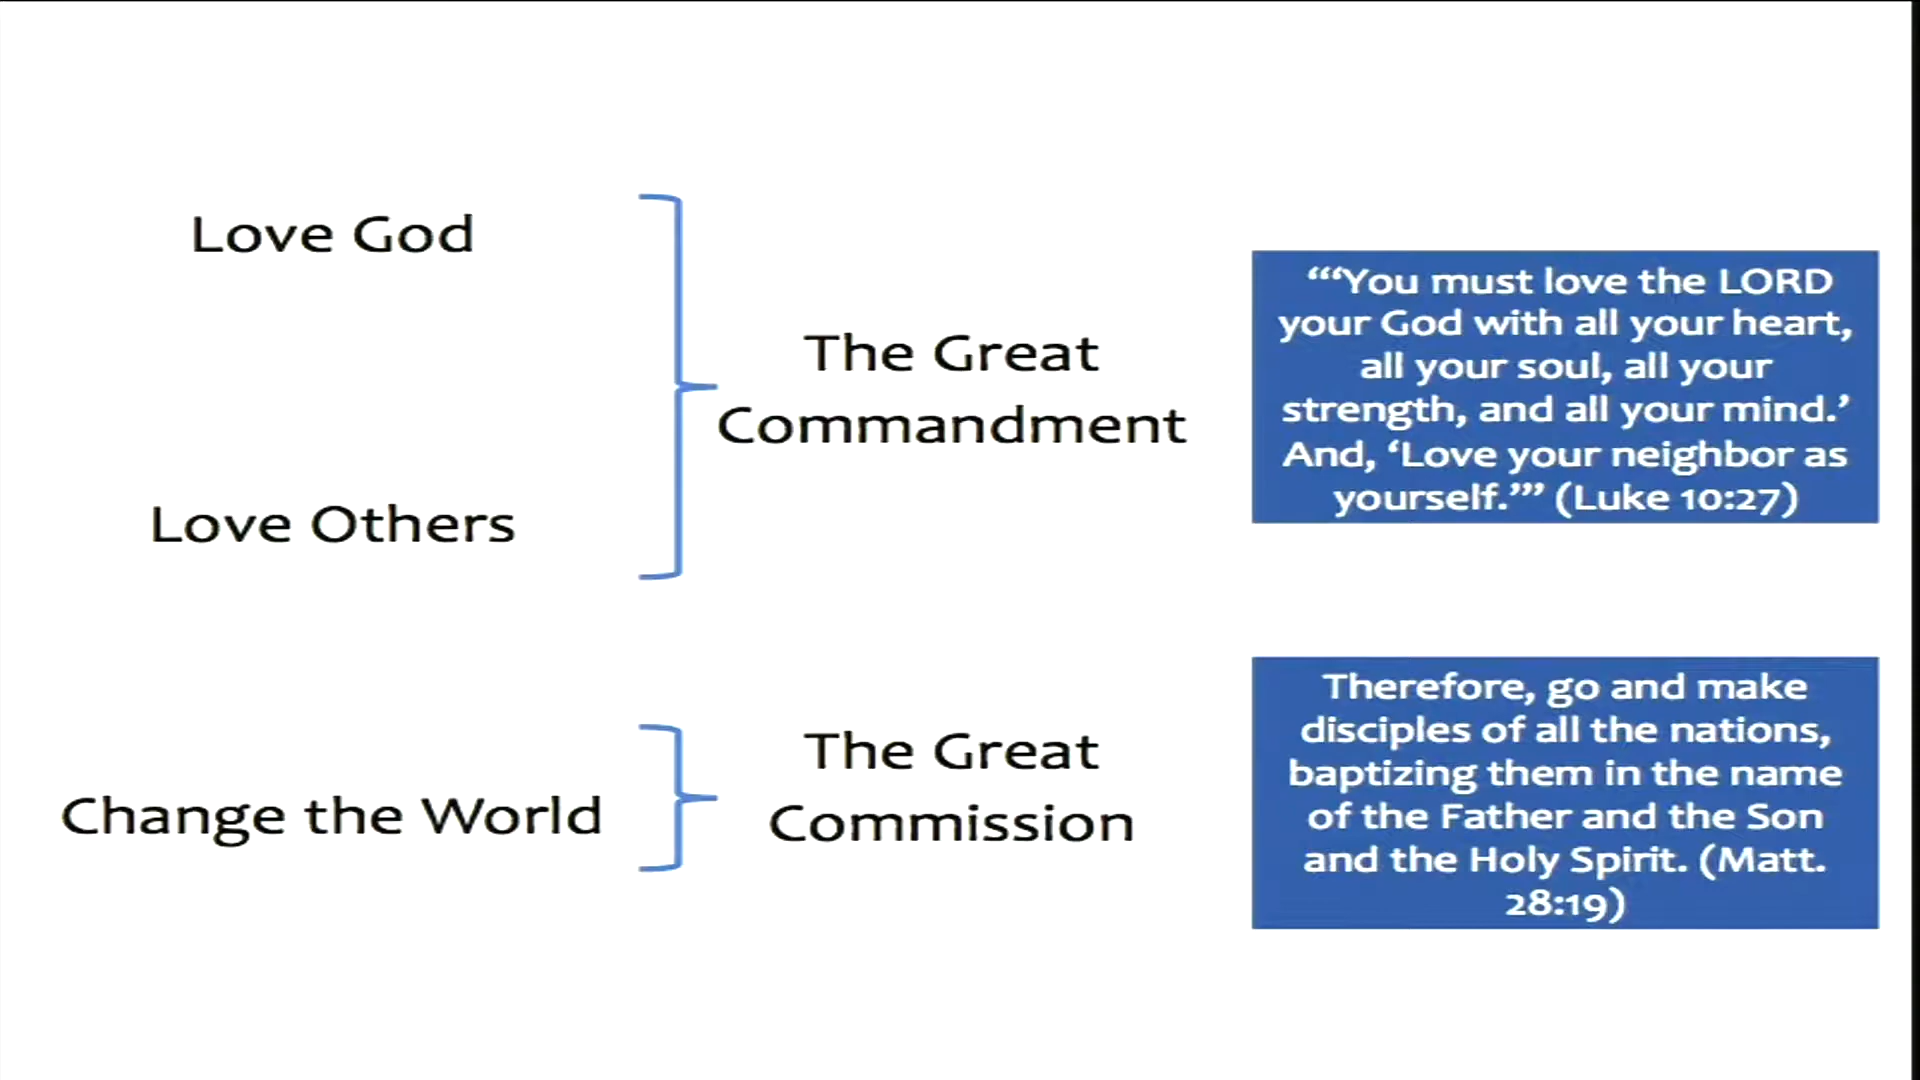 Love God
Love Others
The Great
Commandment
“‘“You must love the LORD
your God with all your heart,
all your soul, all your
strength, and all your mind.’
And, ‘Love your neighbor as
yourself.’”’ (Luke 10:27)
Change the World
The Great
Commission
Therefore, go and make
disciples of all the nations,
baptizing them in the name
of the Father and the Son
and the Holy Spirit. (Matt.
28:19)